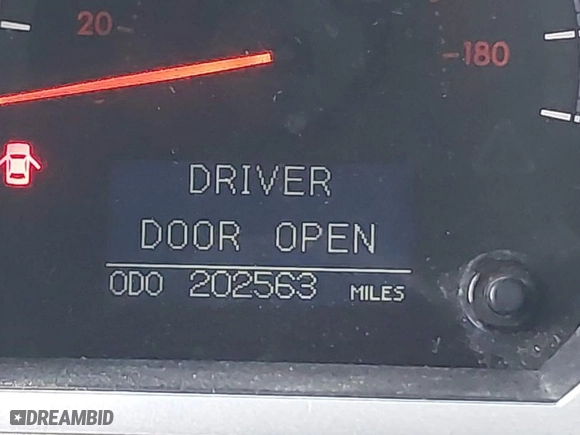 20
180
DRIVER
DOOR OPEN
ODO 202563 MILES
DREAMBID